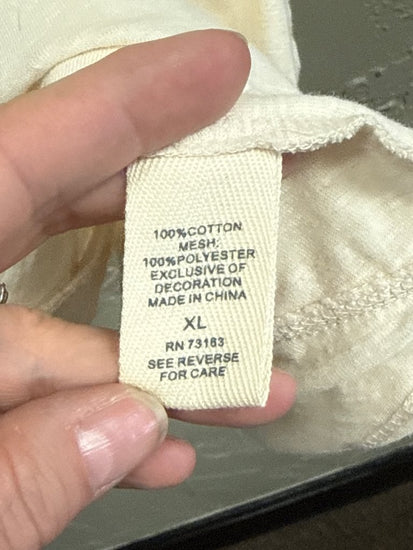 100%COTTON
MESH:
100%POLYESTER
EXCLUSIVE OF
DECORATION
MADE IN CHINA
XL
RN 73163
SEE REVERSE
FOR CARE